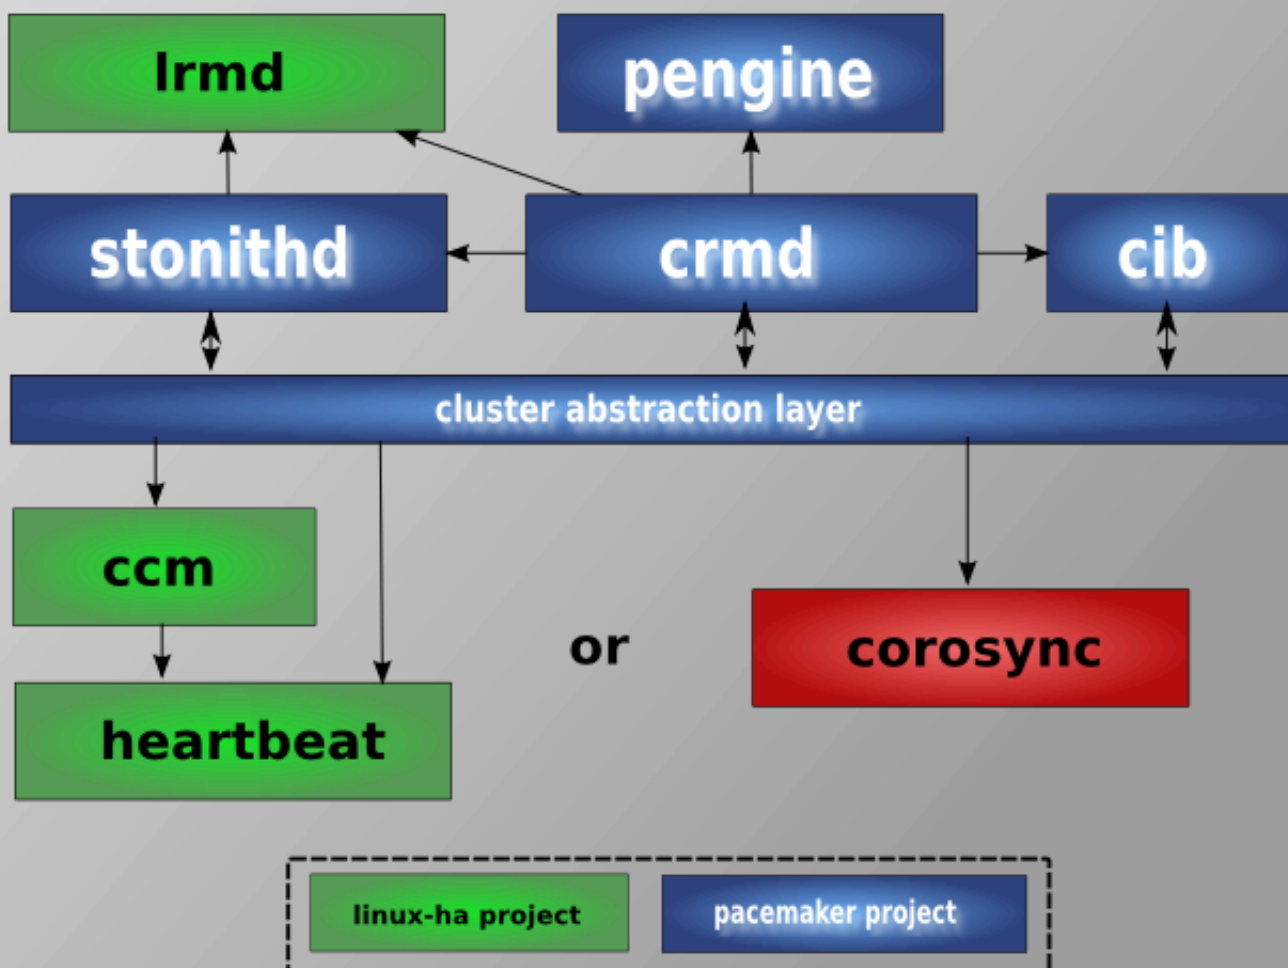 lrmd
pengine
stonithd
crmd
cib
cluster abstraction layer
ccm
or
corosync
heartbeat
linux-ha project
pacemaker project